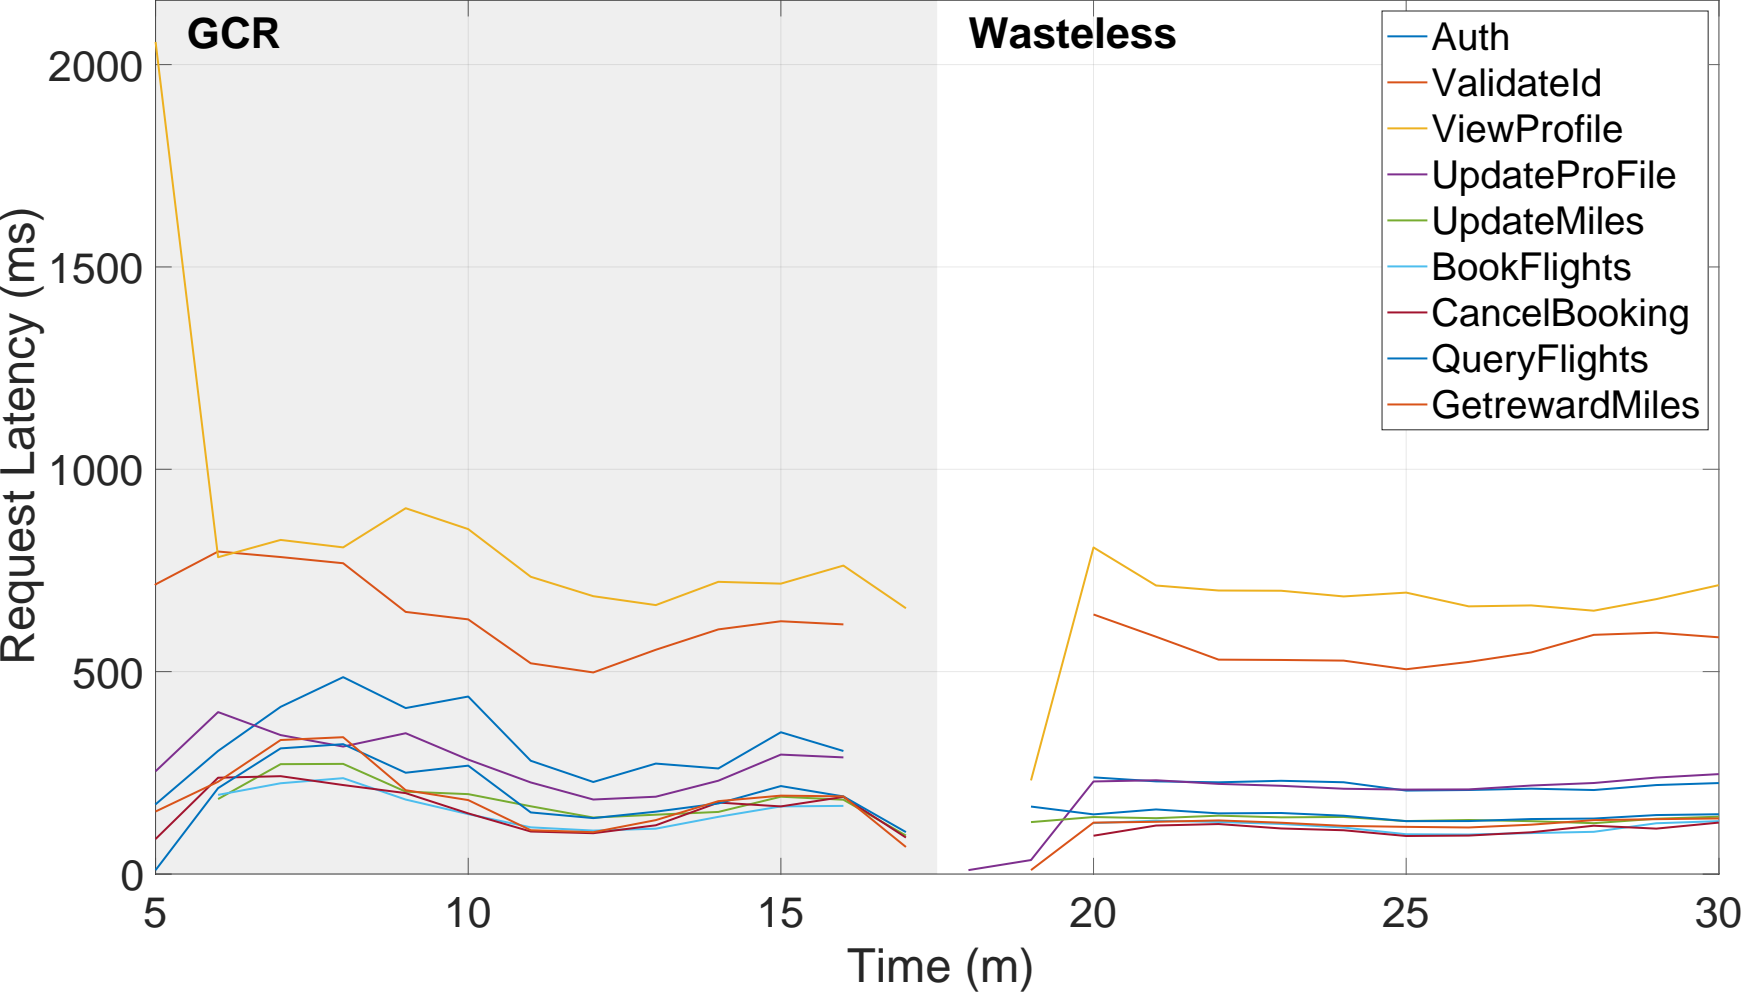 GCR
Wasteless
Auth
ValidateId
ViewProfile
UpdateProFile
UpdateMiles
BookFlights
CancelBooking
QueryFlights
GetrewardMiles
Request Latency (ms)
2000
1500
1000
500
0
5
10
15
20
25
30
Time (m)